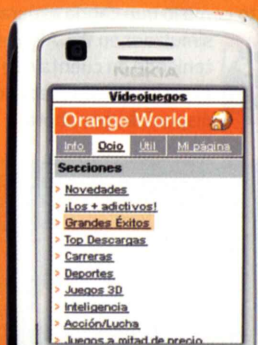 NOKIA
Videojuegos
Orange World
Info Ocio Útil Mi página
Secciones
> Novedades
> ¡Los + adictivos!
> Grandes Éxitos
> Top Descargas
> Carreras
> Deportes
> Juegos 3D
> Inteligencia
> Acción/Lucha
> Juegos a mitad de precio